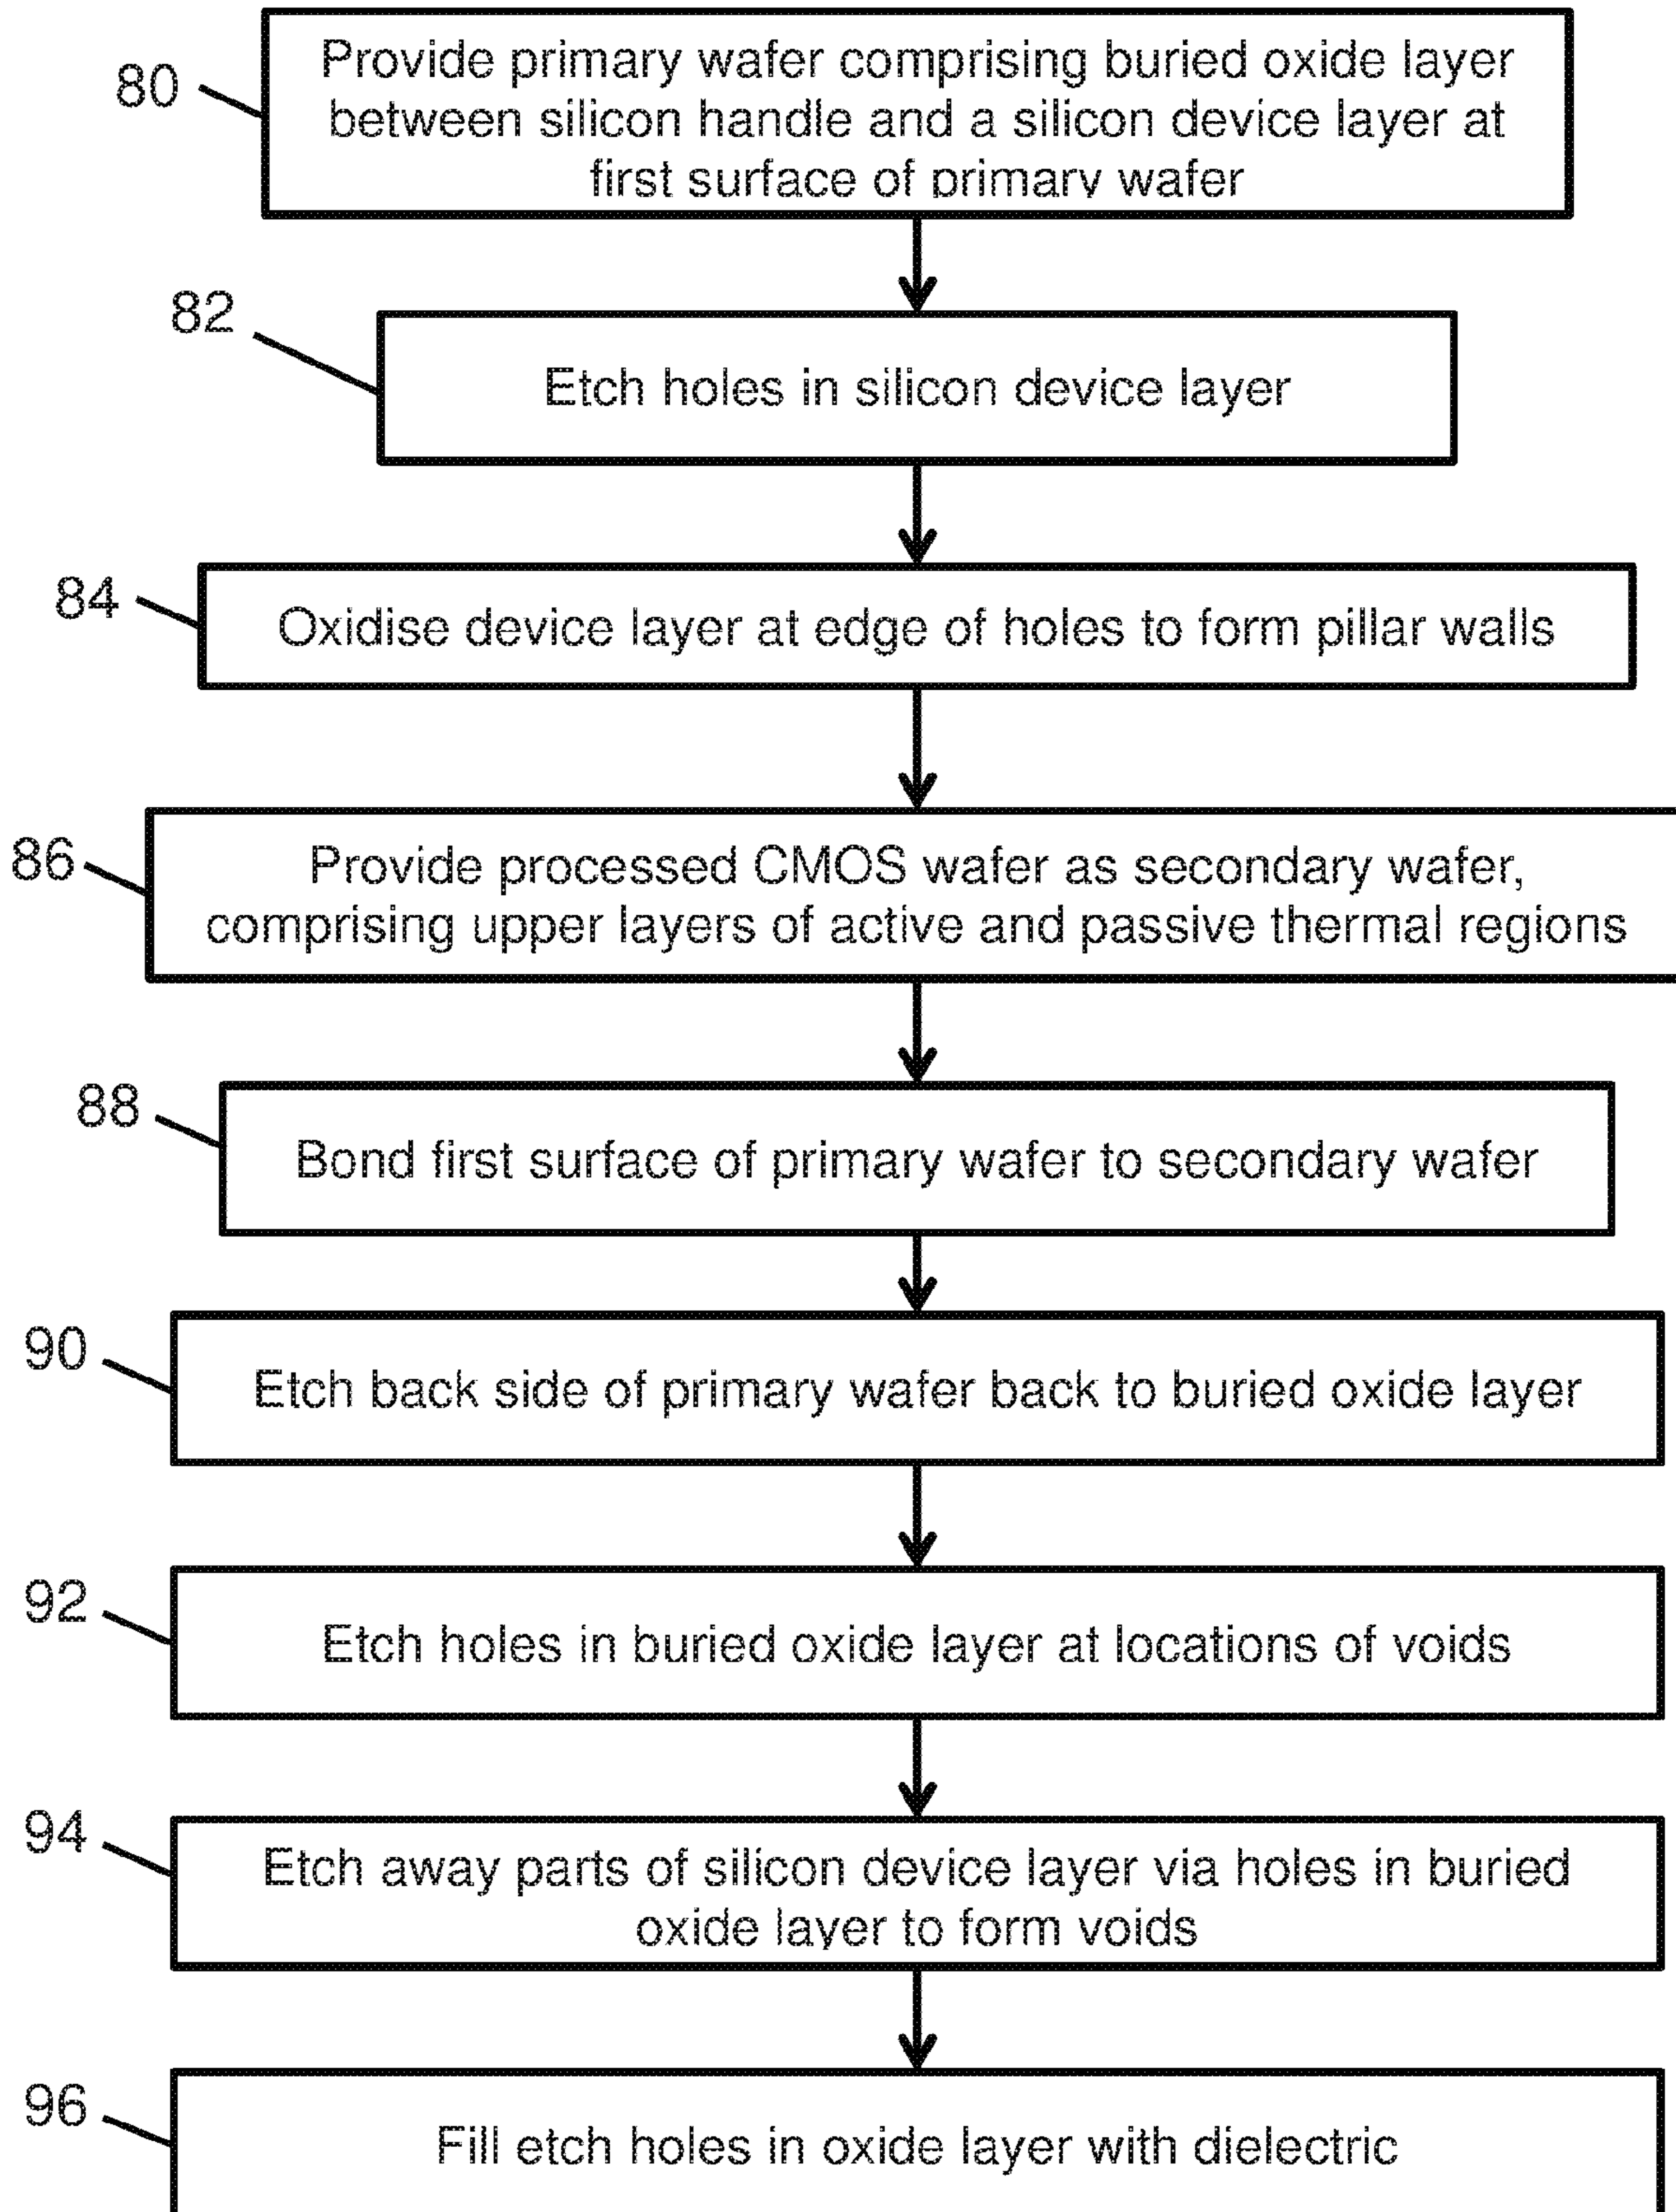 80
Provide primary wafer comprising buried oxide layer
between silicon handle and a silicon device layer at
first surface of primary wafer
82
Etch holes in silicon device layer
84
Oxidise device layer at edge of holes to form pillar walls
86
Provide processed CMOS wafer as secondary wafer,
comprising upper layers of active and passive thermal regions
88
Bond first surface of primary wafer to secondary wafer
90
Etch back side of primary wafer back to buried oxide layer
92
Etch holes in buried oxide layer at locations of voids
94
Etch away parts of silicon device layer via holes in buried
oxide layer to form voids
96
Fill etch holes in oxide layer with dielectric